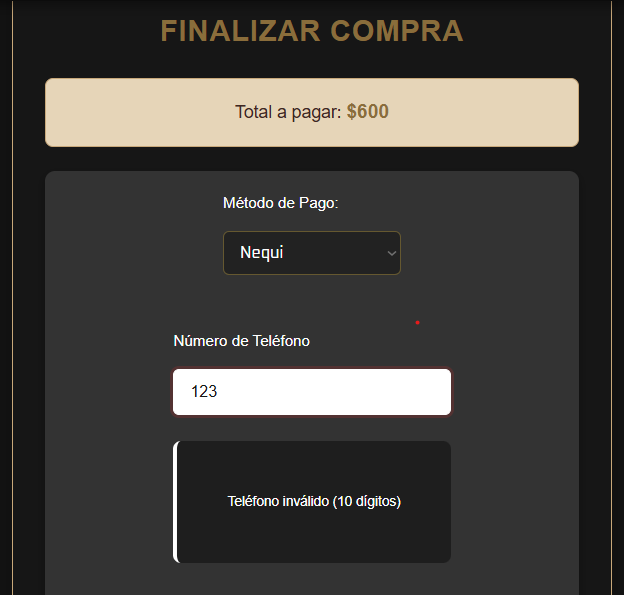 FINALIZAR COMPRA
Total a pagar: $600
Método de Pago:
Nequi
Número de Teléfono
123
Teléfono inválido (10 dígitos)